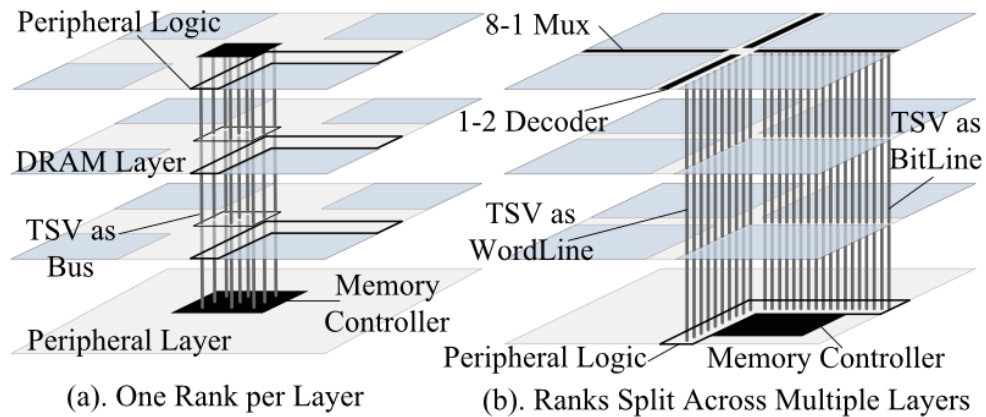 Peripheral Logic
DRAM Layer
TSV as
Bus
Memory
Controller
Peripheral Layer
(a). One Rank per Layer
8-1 Mux
1-2 Decoder
TSV as
BitLine
TSV as
WordLine
Peripheral Logic
Memory Controller
(b). Ranks Split Across Multiple Layers